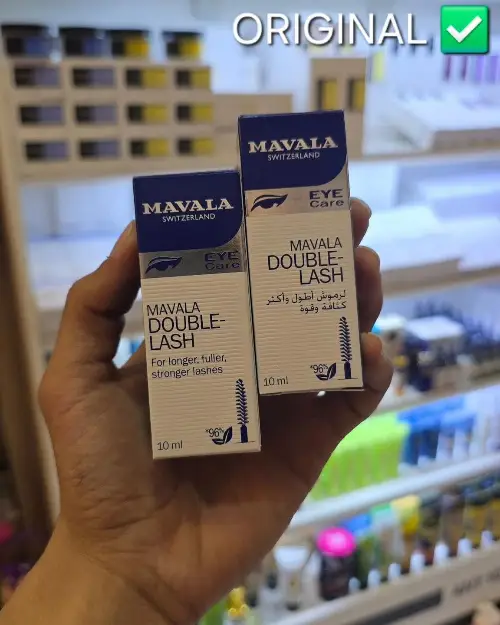 ORIGINAL ✅
MAVALA
SWITZERLAND
EYE
Care
MAVALA
DOUBLE-
LASH
For longer, fuller,
stronger lashes
*96%
10 ml
MAVALA
SWITZERLAND
EYE
Care
MAVALA
DOUBLE-
LASH
لرموش أطول وأكثر
كثافة وقوة
*96%
10 ml